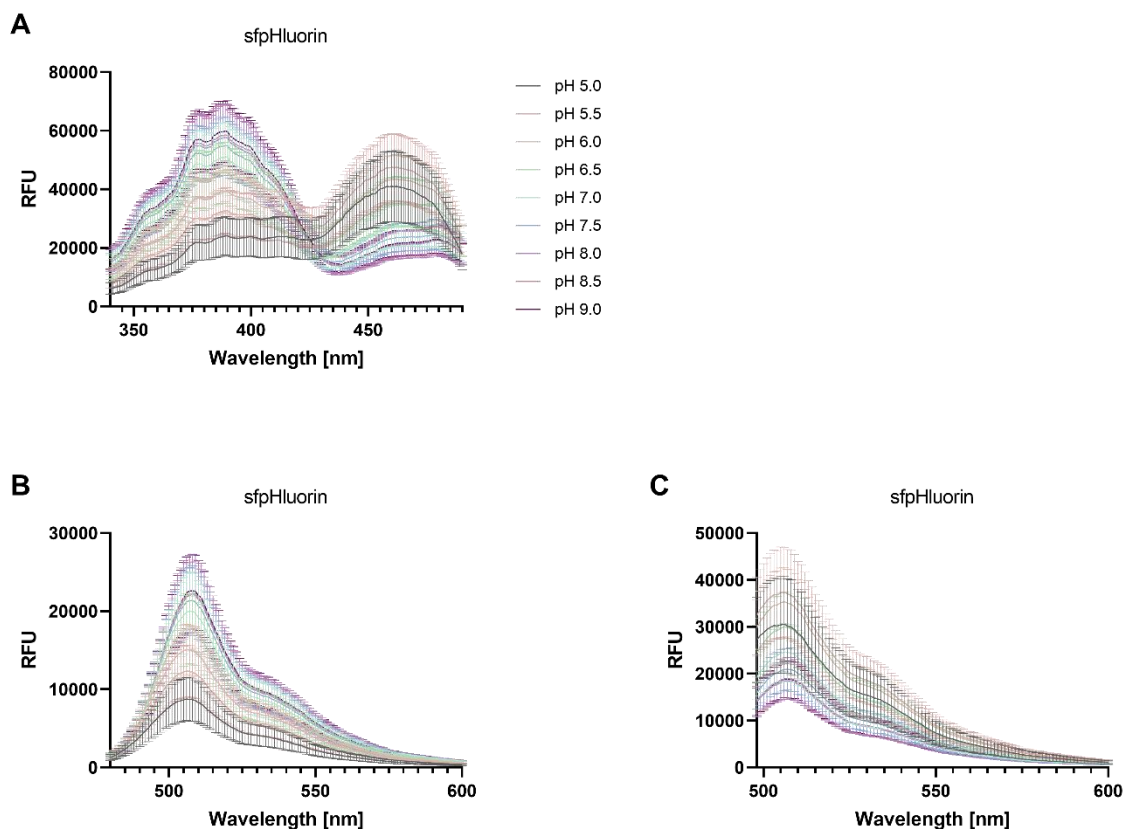 A
sfpHluorin
80000
60000
40000
20000
0
RFU
350
400
450
Wavelength [nm]
pH 5.0
pH 5.5
pH 6.0
pH 6.5
pH 7.0
pH 7.5
pH 8.0
pH 8.5
pH 9.0
B
sfpHluorin
30000
20000
10000
0
RFU
500
550
600
Wavelength [nm]
C
sfpHluorin
50000
40000
30000
20000
10000
0
RFU
500
550
600
Wavelength [nm]